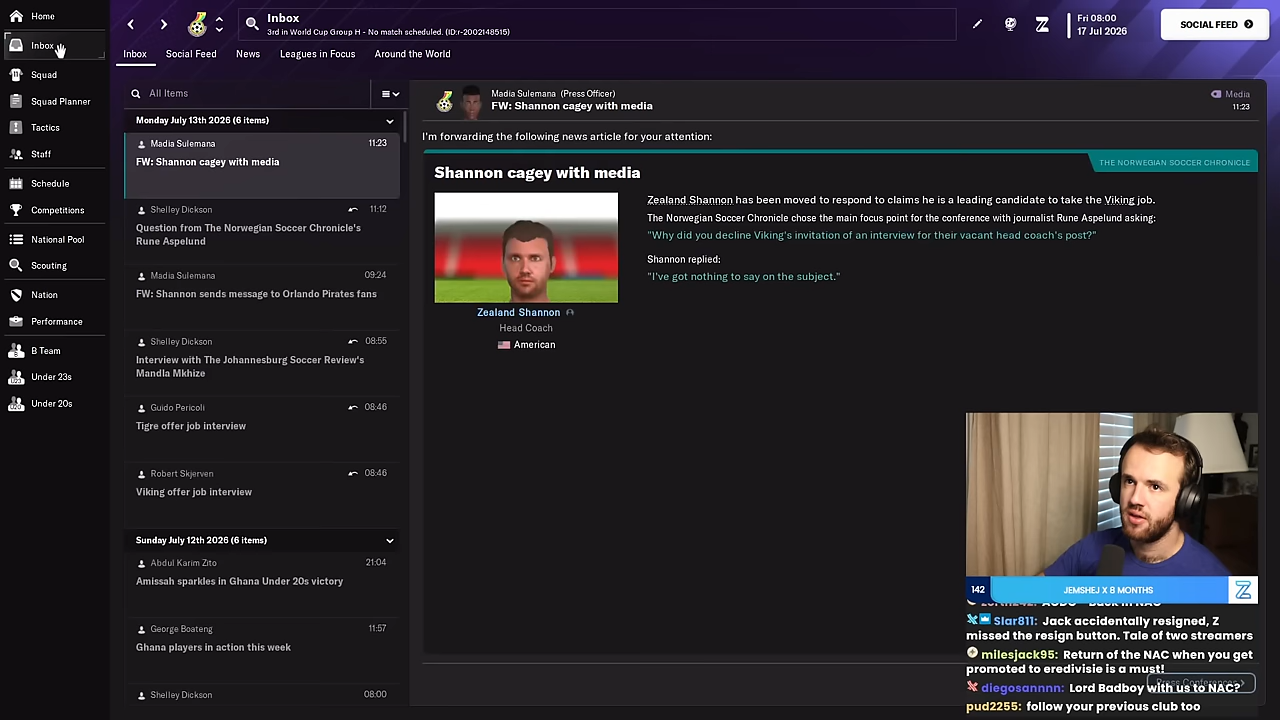 Home
Inbox
Squad
Squad Planner
Tactics
Staff
Schedule
Competitions
National Pool
Scouting
Nation
Performance
B Team
Under 23s
Under 20s
Inbox
3rd in World Cup Group H - No match scheduled. (ID:r-2002148515)
Fri 08:00
17 Jul 2026
SOCIAL FEED
Inbox
Social Feed
News
Leagues in Focus
Around the World
All Items
Monday July 13th 2026 (6 items)
Madia Sulemana 11:23
FW: Shannon cagey with media
Shelley Dickson 11:12
Question from The Norwegian Soccer Chronicle's
Rune Aspelund
Madia Sulemana 09:24
FW: Shannon sends message to Orlando Pirates fans
Shelley Dickson 08:55
Interview with The Johannesburg Soccer Review's
Mandla Mkhize
Guido Pericoli 08:46
Tigre offer job interview
Robert Skjerven 08:46
Viking offer job interview
Sunday July 12th 2026 (6 items)
Abdul Karim Zito 21:04
Amissah sparkles in Ghana Under 20s victory
George Boateng 11:57
Ghana players in action this week
Shelley Dickson 08:00
Madia Sulemana (Press Officer)
FW: Shannon cagey with media
Media
11:23
I'm forwarding the following news article for your attention:
THE NORWEGIAN SOCCER CHRONICLE
Shannon cagey with media
Zealand Shannon
Head Coach
American
Zealand Shannon has been moved to respond to claims he is a leading candidate to take the Viking job.
The Norwegian Soccer Chronicle chose the main focus point for the conference with journalist Rune Aspelund asking:
"Why did you decline Viking's invitation of an interview for their vacant head coach's post?"
Shannon replied:
"I've got nothing to say on the subject."
142
JEMSHEJ X 8 MONTHS
Z
Slar811: Jack accidentally resigned, Z
missed the resign button. Tale of two streamers
milesjack95: Return of the NAC when you get
promoted to eredivisie is a must!
diegosannnn: Lord Badboy with us to NAC?
pud2255: follow your previous club too
Press Conferences